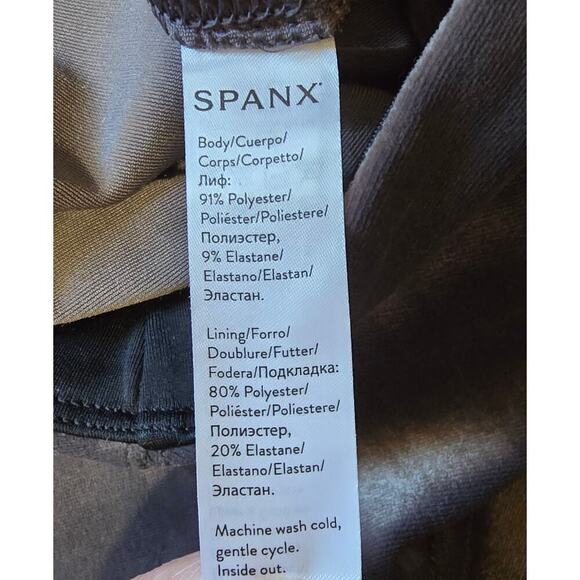 SPANX
Body/Cuerpo/
Corps/Corpetto/
Лиф:
91% Polyester/
Poliéster/Poliestere/
Полиэстер,
9% Elastane/
Elastano/Elastan/
Эластан.
Lining/Forro/
Doublure/Futter/
Fodera/Подкладка:
80% Polyester/
Poliéster/Poliestere/
Полиэстер,
20% Elastane/
Elastano/Elastan/
Эластан.
Machine wash cold,
gentle cycle.
Inside out.